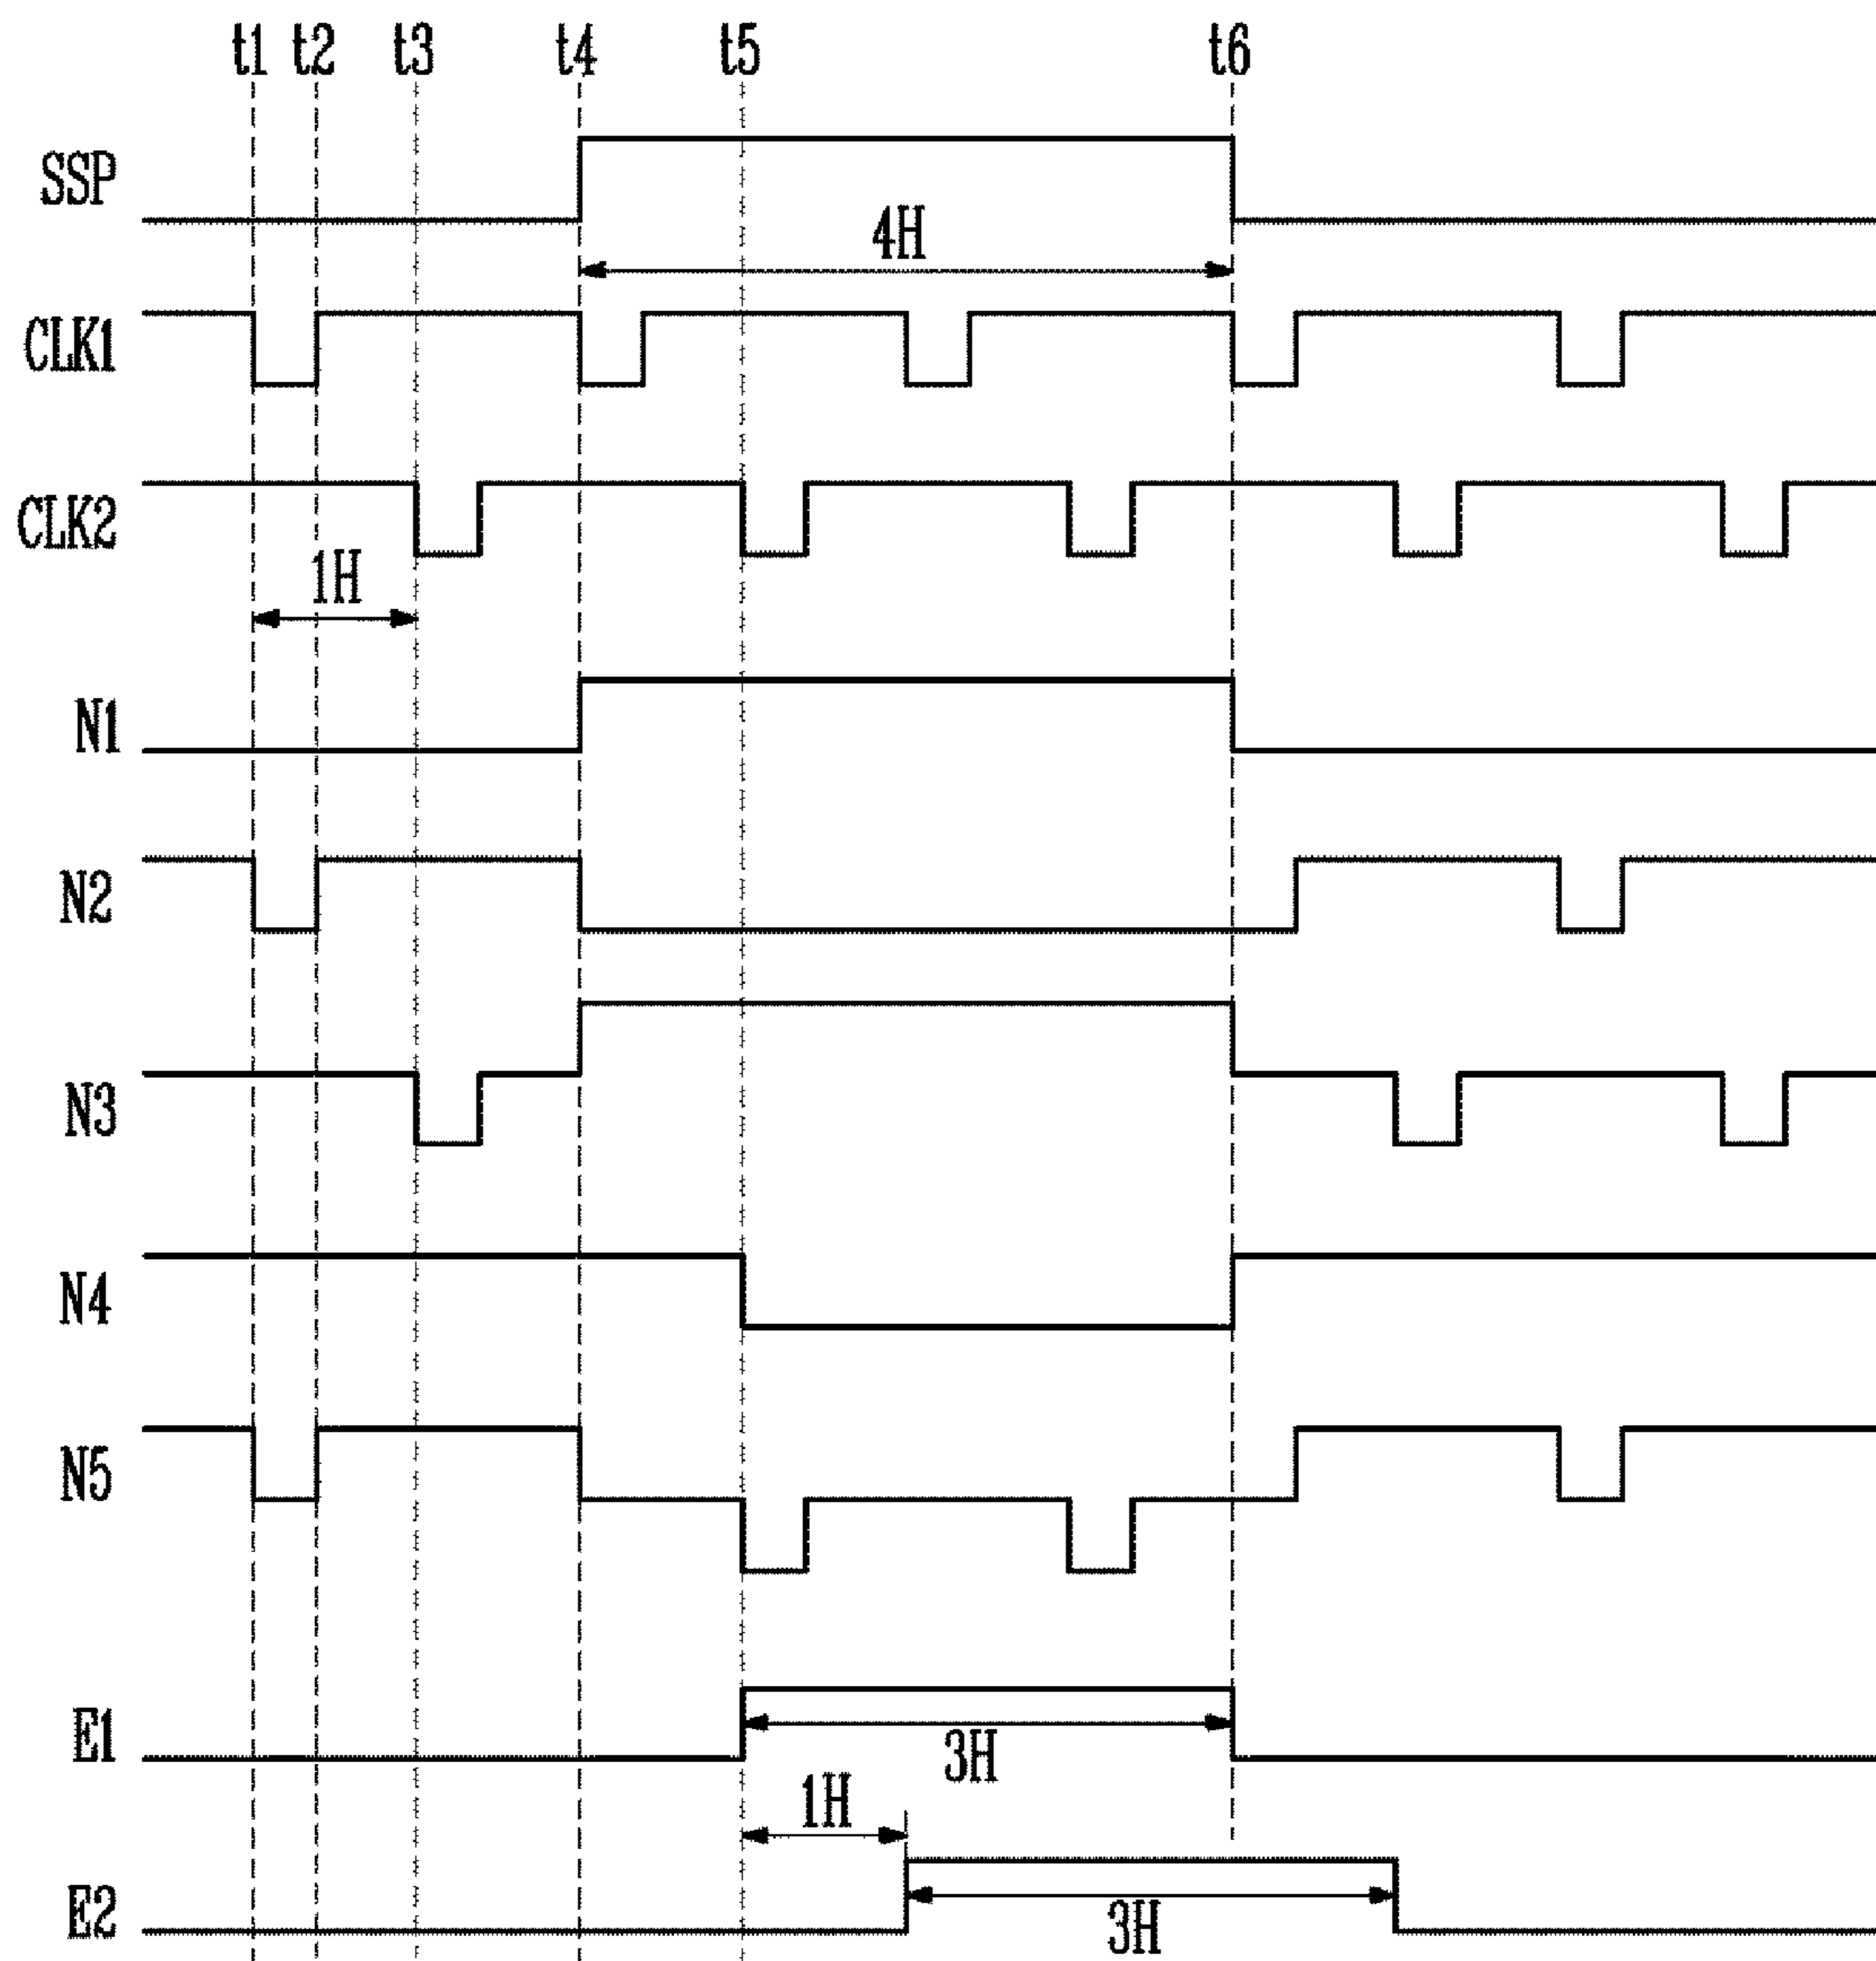 t1 t2 t3 t4 t5 t6
SSP
4H
CLK1
CLK2
1H
N1
N2
N3
N4
N5
E1
3H
1H
E2
3H